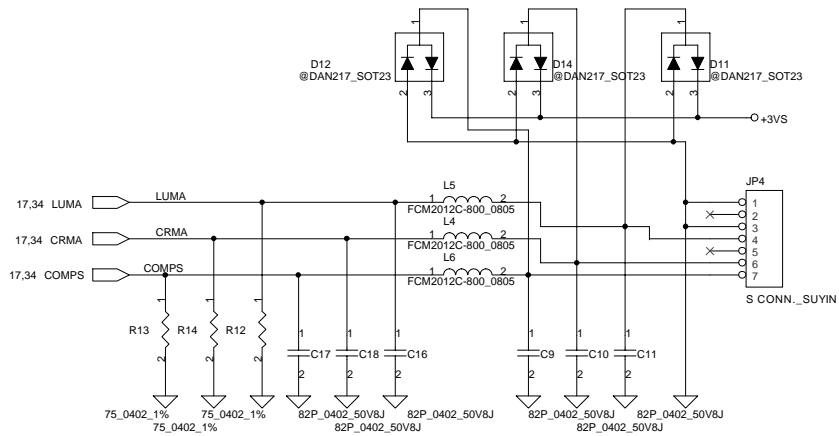 1 1 1
D12 D14 D11
@DAN217_SOT23 @DAN217_SOT23 @DAN217_SOT23
2 3 2 3 2 3
+3VS
JP4
17,34 LUMA LUMA 1 L5 2 1
FCM2012C-800_0805 2
3
17,34 CRMA CRMA 1 L4 2 4
FCM2012C-800_0805 5
17,34 COMPS COMPS 1 L6 2 6
FCM2012C-800_0805 7
S CONN._SUYIN
1 1 1 1 1 1 1 1 1
R13 R14 R12 C17 C18 C16 C9 C10 C11
2 2 2 2 2 2 2 2 2
75_0402_1% 75_0402_1% 82P_0402_50V8J 82P_0402_50V8J 82P_0402_50V8J 82P_0402_50V8J
75_0402_1% 82P_0402_50V8J 82P_0402_50V8J